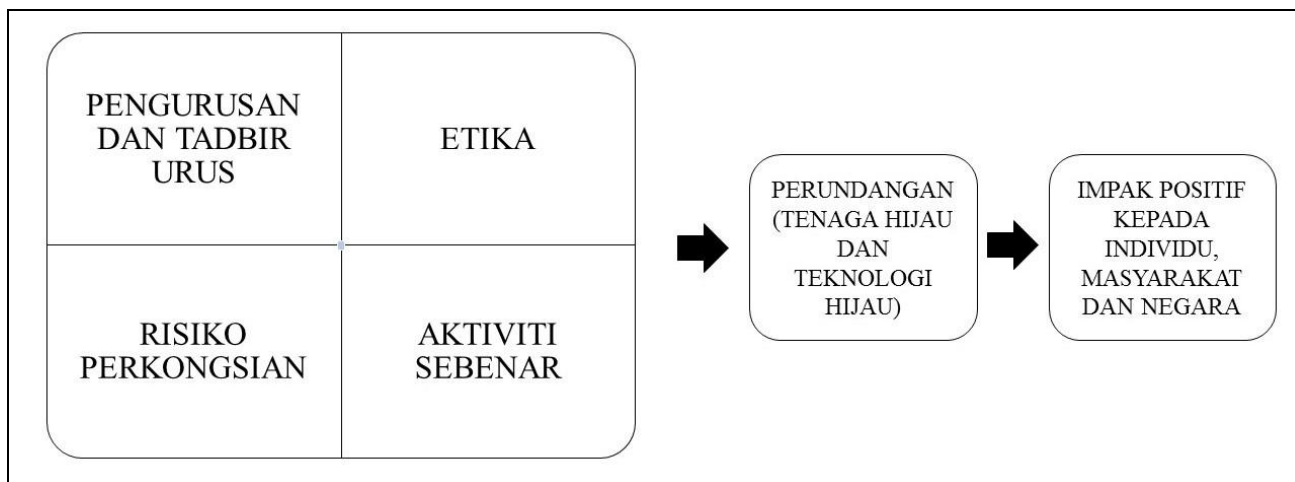 PENGURUSAN
DAN TADBIR
URUS
ETIKA
RISIKO
PERKONGSIAN
AKTIVITI
SEBENAR
PERUNDANGAN
(TENAGA HIJAU
DAN
TEKNOLOGI
HIJAU)
IMPAK POSITIF
KEPADA
INDIVIDU,
MASYARAKAT
DAN NEGARA